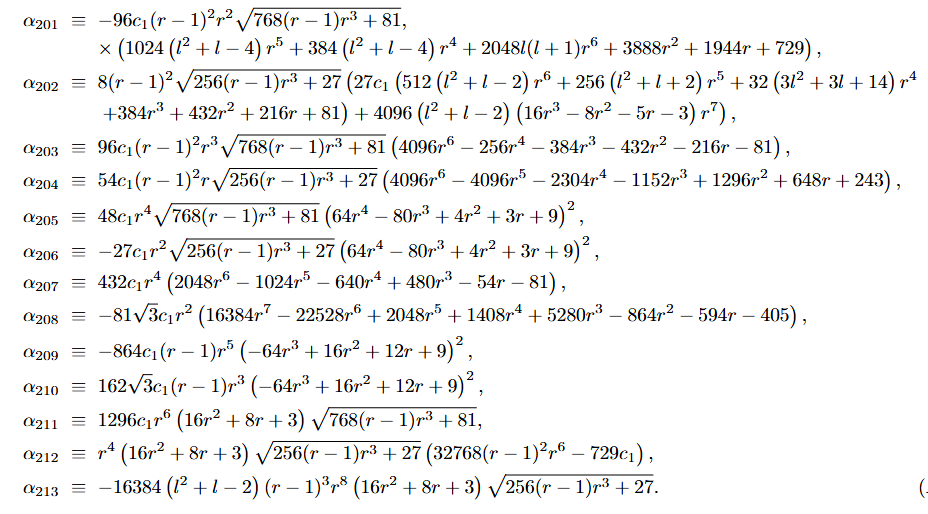 α₂₀₁ ≡ −96c₁(r − 1)²r²√(768(r − 1)r³ + 81),
× (1024 (l² + l − 4) r⁵ + 384 (l² + l − 4) r⁴ + 2048l(l + 1)r⁶ + 3888r² + 1944r + 729) ,
α₂₀₂ ≡ 8(r − 1)²√(256(r − 1)r³ + 27) (27c₁ (512 (l² + l − 2) r⁶ + 256 (l² + l + 2) r⁵ + 32 (3l² + 3l + 14) r⁴
+384r³ + 432r² + 216r + 81) + 4096 (l² + l − 2) (16r³ − 8r² − 5r − 3) r⁷) ,
α₂₀₃ ≡ 96c₁(r − 1)²r³√(768(r − 1)r³ + 81) (4096r⁶ − 256r⁴ − 384r³ − 432r² − 216r − 81) ,
α₂₀₄ ≡ 54c₁(r − 1)²r√(256(r − 1)r³ + 27) (4096r⁶ − 4096r⁵ − 2304r⁴ − 1152r³ + 1296r² + 648r + 243) ,
α₂₀₅ ≡ 48c₁r⁴√(768(r − 1)r³ + 81) (64r⁴ − 80r³ + 4r² + 3r + 9)² ,
α₂₀₆ ≡ −27c₁r²√(256(r − 1)r³ + 27) (64r⁴ − 80r³ + 4r² + 3r + 9)² ,
α₂₀₇ ≡ 432c₁r⁴ (2048r⁶ − 1024r⁵ − 640r⁴ + 480r³ − 54r − 81) ,
α₂₀₈ ≡ −81√3c₁r² (16384r⁷ − 22528r⁶ + 2048r⁵ + 1408r⁴ + 5280r³ − 864r² − 594r − 405) ,
α₂₀₉ ≡ −864c₁(r − 1)r⁵ (−64r³ + 16r² + 12r + 9)² ,
α₂₁₀ ≡ 162√3c₁(r − 1)r³ (−64r³ + 16r² + 12r + 9)² ,
α₂₁₁ ≡ 1296c₁r⁶ (16r² + 8r + 3) √(768(r − 1)r³ + 81),
α₂₁₂ ≡ r⁴ (16r² + 8r + 3) √(256(r − 1)r³ + 27) (32768(r − 1)²r⁶ − 729c₁) ,
α₂₁₃ ≡ −16384 (l² + l − 2) (r − 1)³r⁸ (16r² + 8r + 3) √(256(r − 1)r³ + 27). (